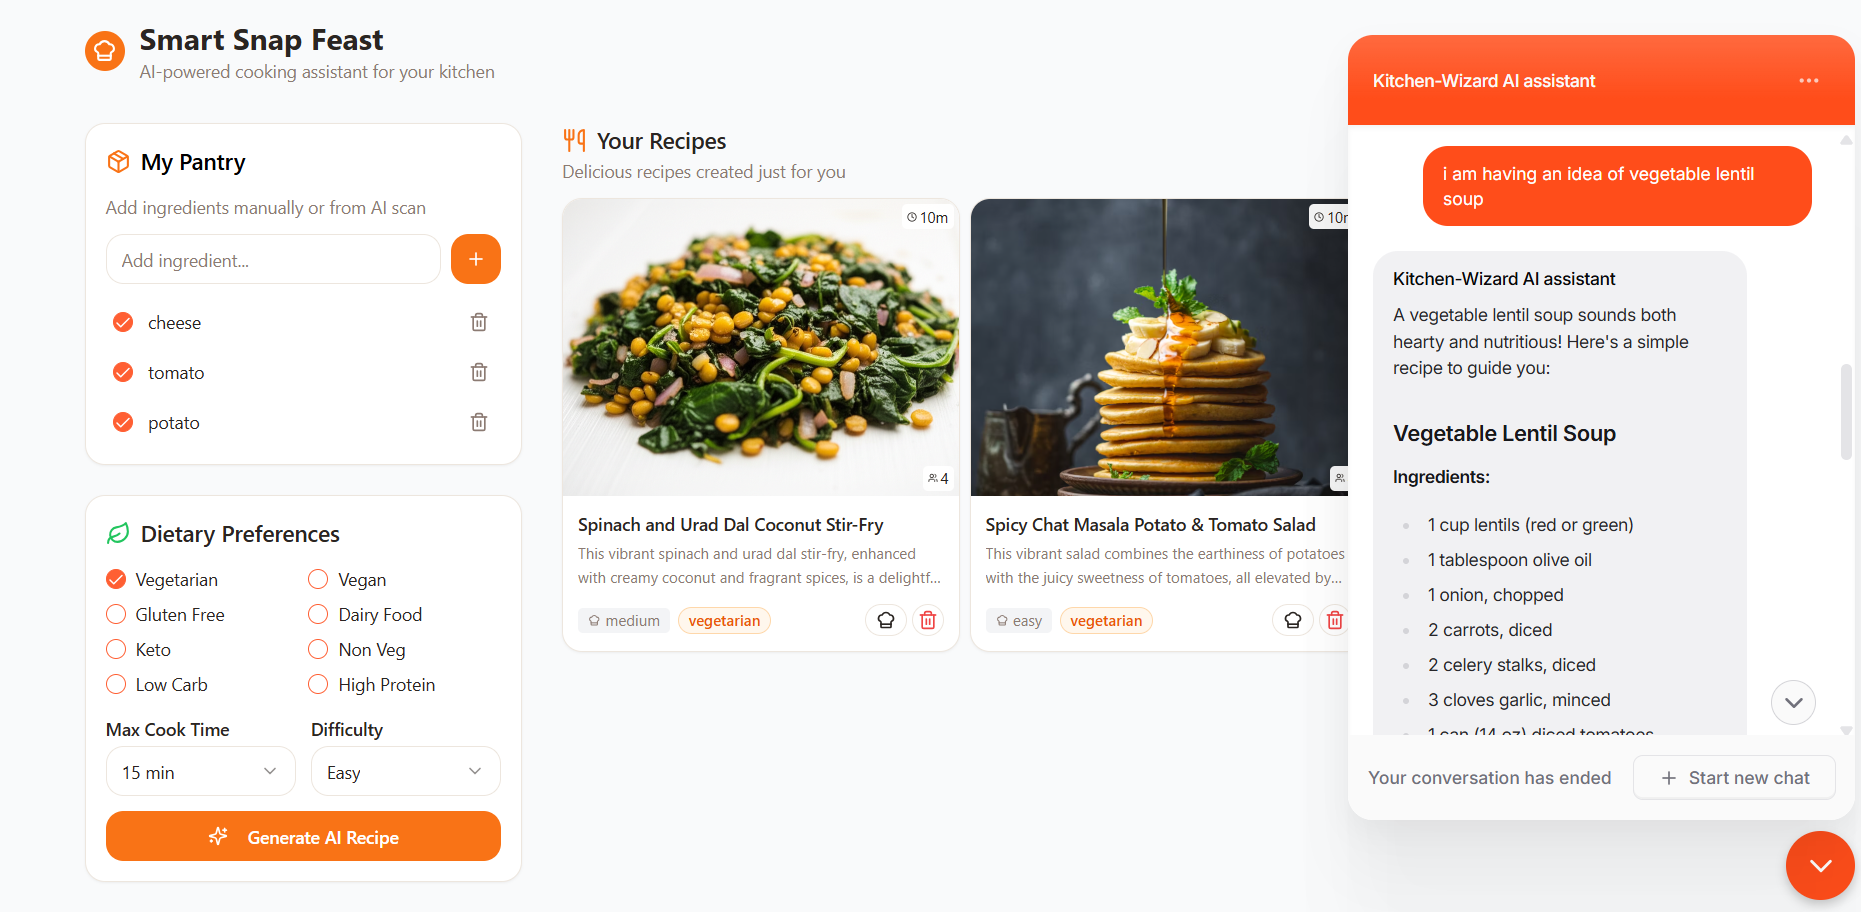 Smart Snap Feast
AI-powered cooking assistant for your kitchen
My Pantry
Add ingredients manually or from AI scan
Add ingredient...
cheese
tomato
potato
Dietary Preferences
Vegetarian
Vegan
Gluten Free
Dairy Food
Keto
Non Veg
Low Carb
High Protein
Max Cook Time
Difficulty
15 min
Easy
Generate AI Recipe
Your Recipes
Delicious recipes created just for you
10m
4
Spinach and Urad Dal Coconut Stir-Fry
This vibrant spinach and urad dal stir-fry, enhanced
with creamy coconut and fragrant spices, is a delightf...
medium
vegetarian
10m
Spicy Chat Masala Potato & Tomato Salad
This vibrant salad combines the earthiness of potatoes
with the juicy sweetness of tomatoes, all elevated by...
easy
vegetarian
Kitchen-Wizard AI assistant
i am having an idea of vegetable lentil
soup
Kitchen-Wizard AI assistant
A vegetable lentil soup sounds both
hearty and nutritious! Here's a simple
recipe to guide you:
Vegetable Lentil Soup
Ingredients:
1 cup lentils (red or green)
1 tablespoon olive oil
1 onion, chopped
2 carrots, diced
2 celery stalks, diced
3 cloves garlic, minced
1 can (14 oz) diced tomatoes
Your conversation has ended
Start new chat